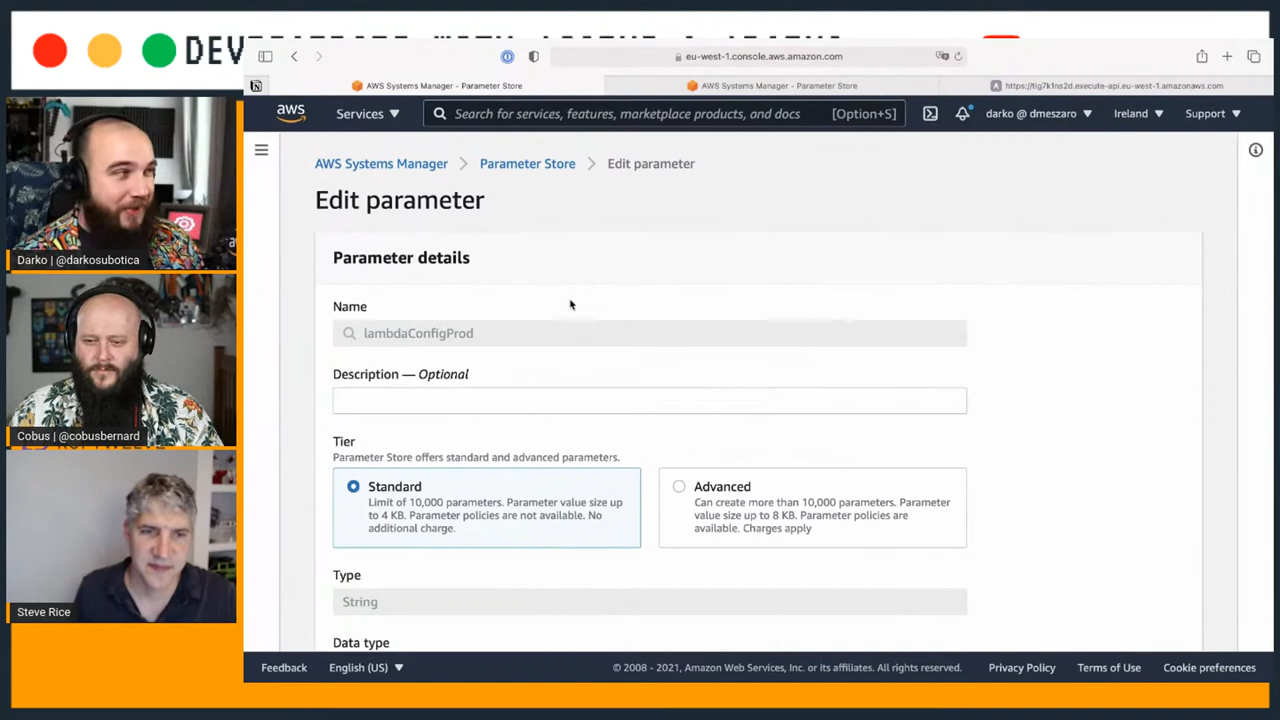 eu-west-1.console.aws.amazon.com
AWS Systems Manager - Parameter Store
AWS Systems Manager - Parameter Store
https://tlg7k1ns2d.execute-api.eu-west-1.amazonaws.com
aws
Services
Search for services, features, marketplace products, and docs
[Option+S]
darko @ dmeszaro
Ireland
Support
AWS Systems Manager
Parameter Store
Edit parameter
Edit parameter
Parameter details
Name
lambdaConfigProd
Description — Optional
Tier
Parameter Store offers standard and advanced parameters.
Standard
Limit of 10,000 parameters. Parameter value size up
to 4 KB. Parameter policies are not available. No
additional charge.
Advanced
Can create more than 10,000 parameters. Parameter
value size up to 8 KB. Parameter policies are
available. Charges apply
Type
String
Data type
Feedback
English (US)
© 2008 - 2021, Amazon Web Services, Inc. or its affiliates. All rights reserved.
Privacy Policy
Terms of Use
Cookie preferences
Darko | @darkosubotica
Cobus | @cobusbernard
Steve Rice